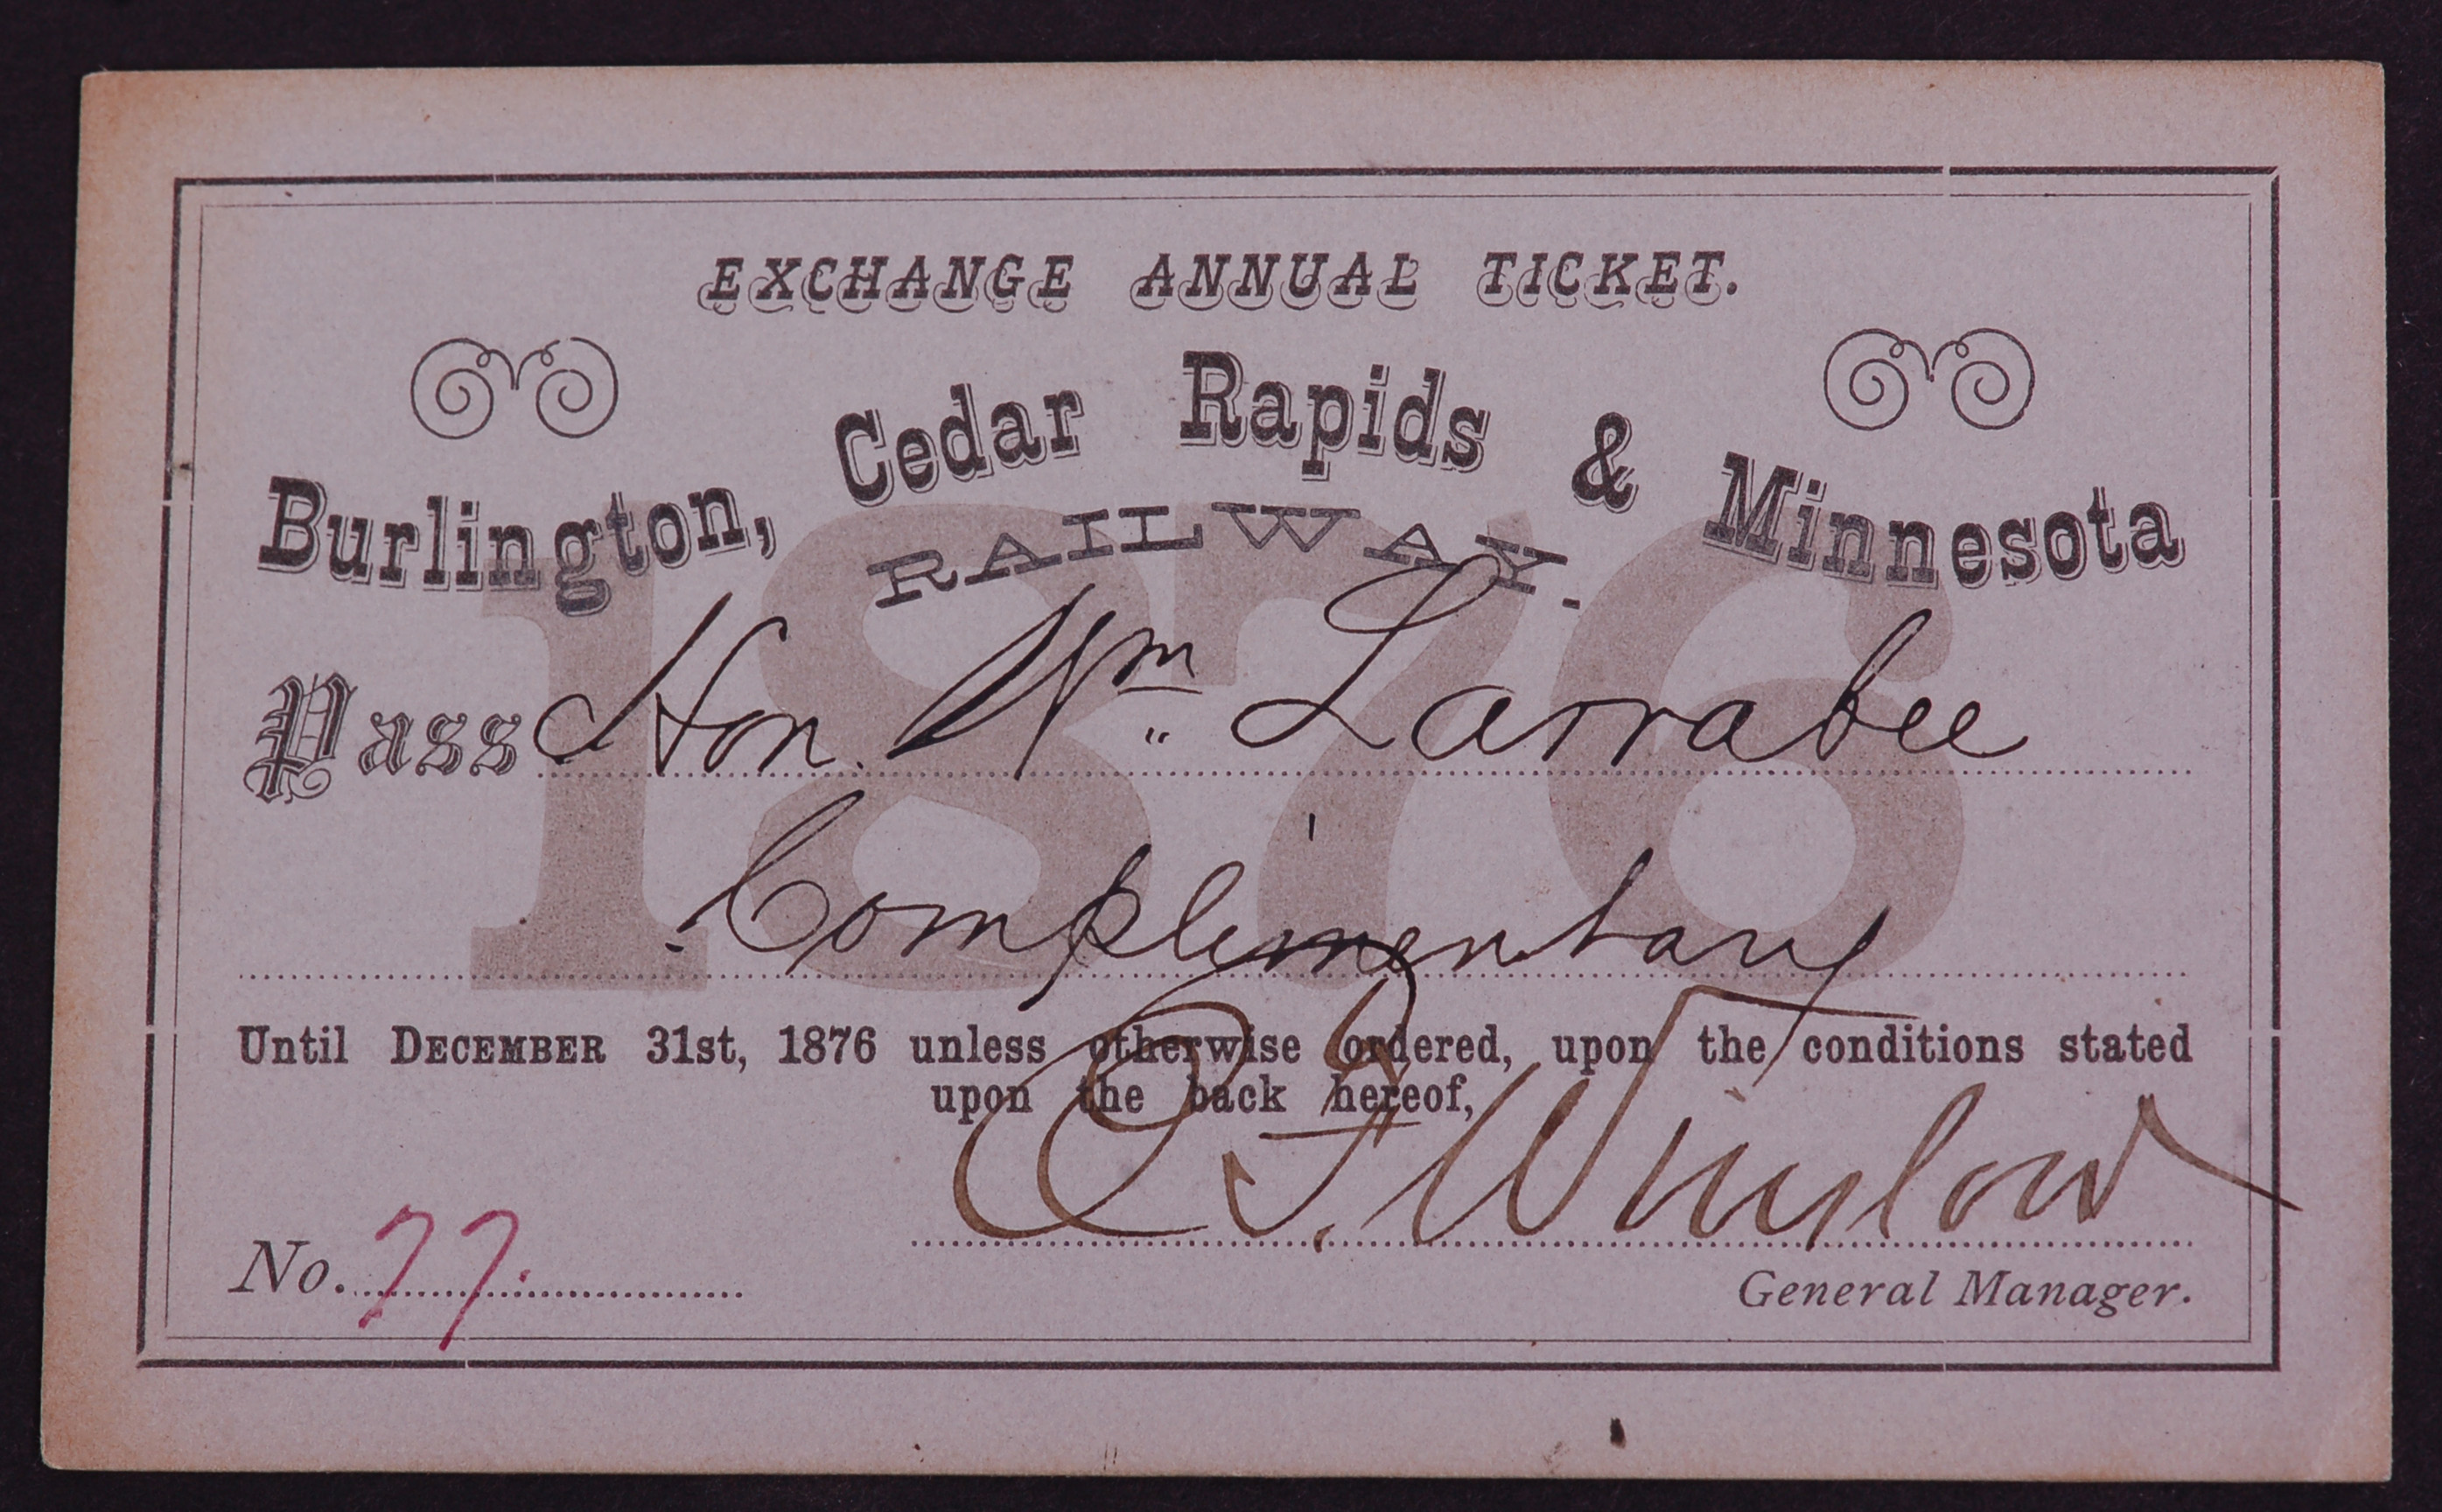 EXCHANGE ANNUAL TICKET.
Burlington, Cedar Rapids & Minnesota
RAILWAY.
1876
Pass Hon. Wm Larrabee
Complimentary
Until DECEMBER 31st, 1876 unless otherwise ordered, upon the conditions stated
upon the back hereof,
E. F. Winslow
No. 77.
General Manager.